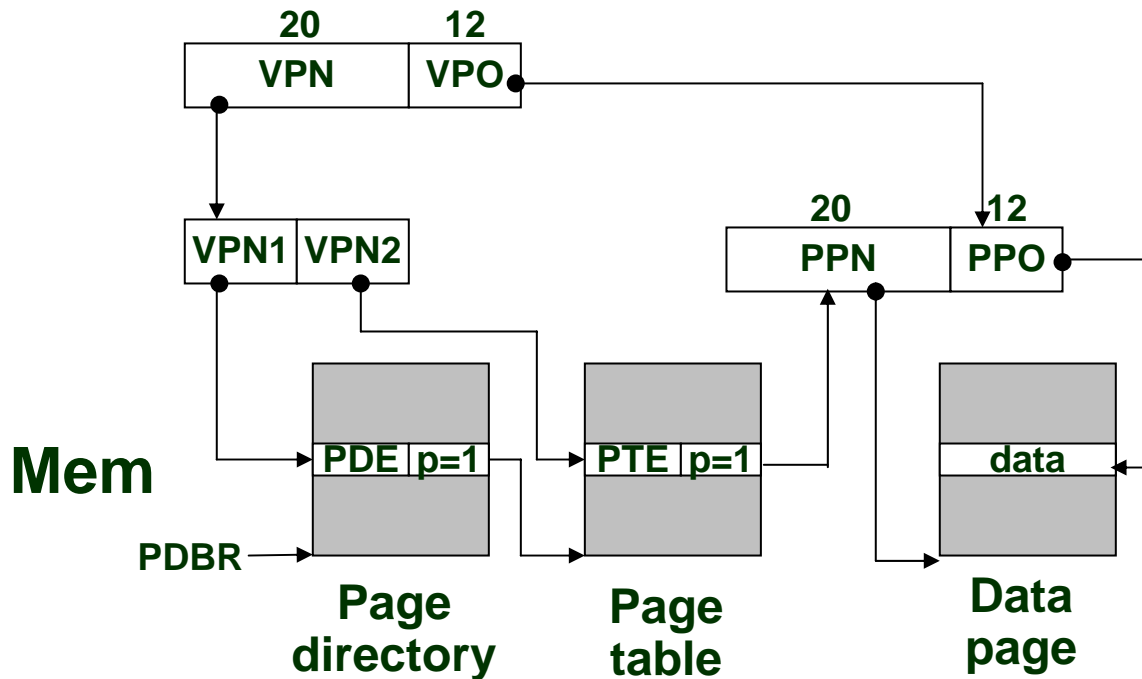 20 12
VPN VPO
20 12
VPN1 VPN2
PPN PPO
Mem
PDE p=1
PTE p=1
data
PDBR
Page
directory
Page
table
Data
page